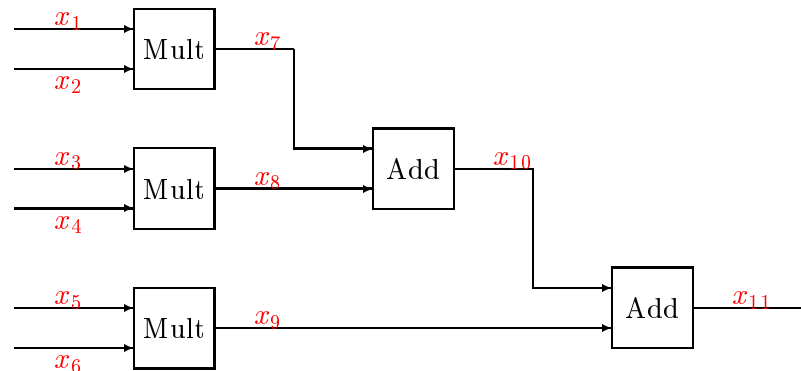 x₁
Mult
x₇
x₂
x₃
Mult
x₈
x₄
Add
x₁₀
x₅
Mult
x₉
x₆
Add
x₁₁